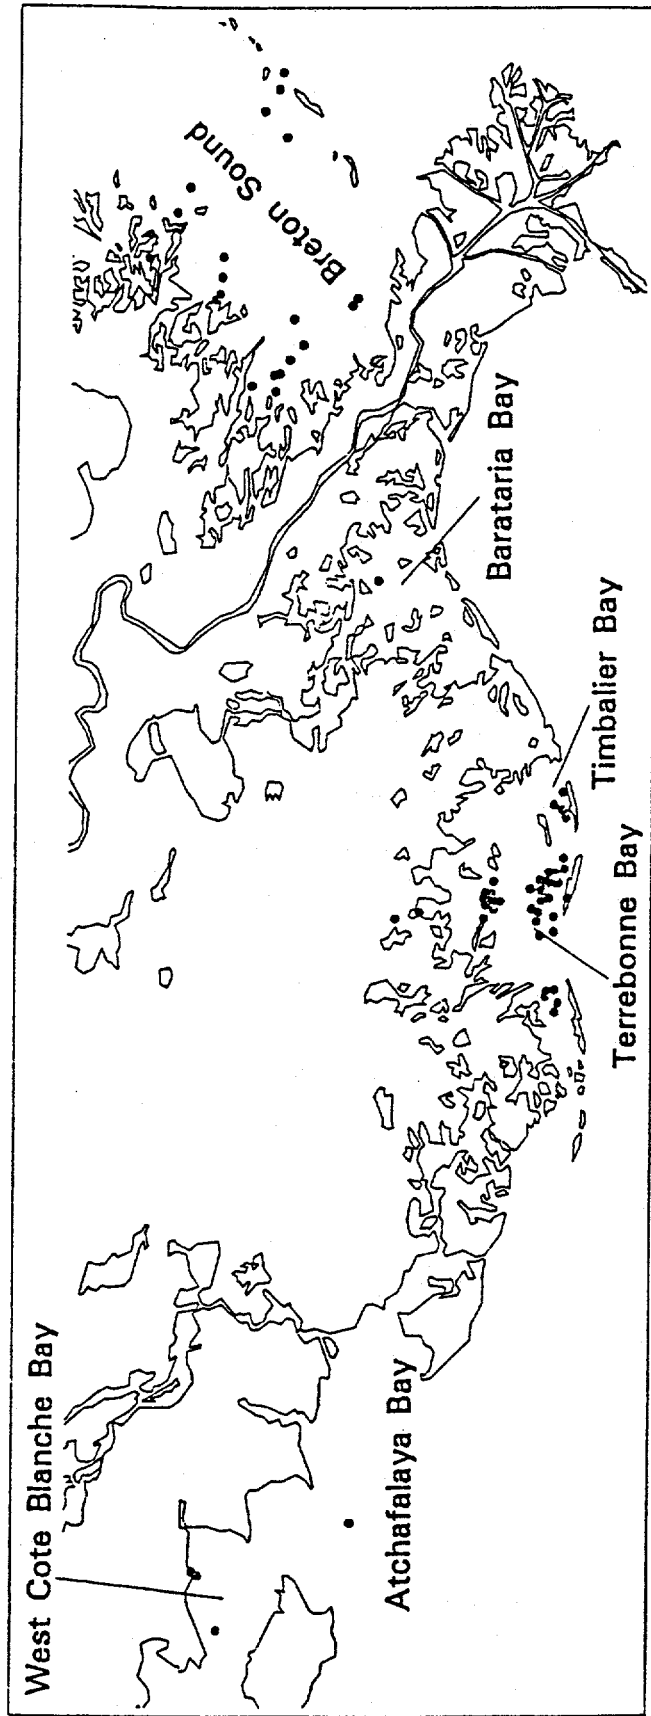 West Cote Blanche Bay
Atchafalaya Bay
Terrebonne Bay
Timbalier Bay
Barataria Bay
Breton Sound